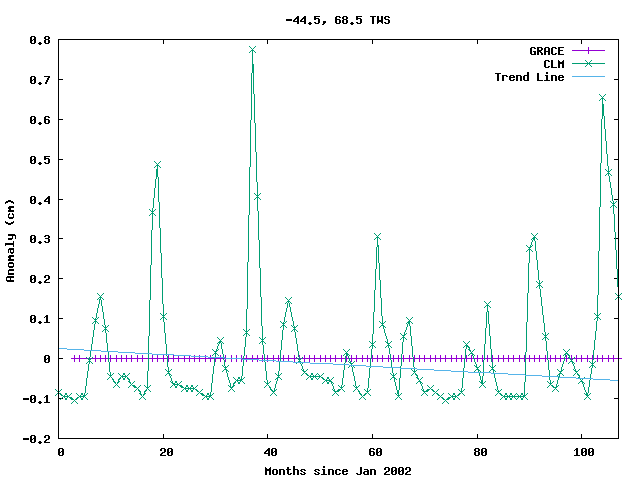 -44.5, 68.5 TWS
GRACE
CLM
Trend Line
0.8
0.7
0.6
0.5
0.4
0.3
0.2
0.1
0
-0.1
-0.2
Anomaly (cm)
0 20 40 60 80 100
Months since Jan 2002